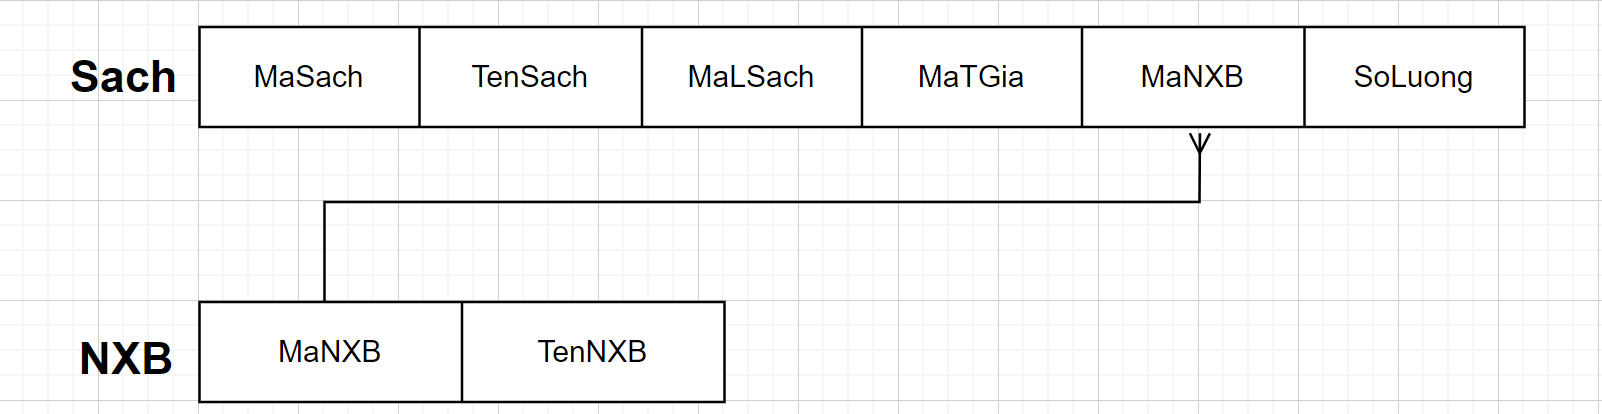 Sach MaSach TenSach MaLSach MaTGia MaNXB SoLuong
NXB MaNXB TenNXB